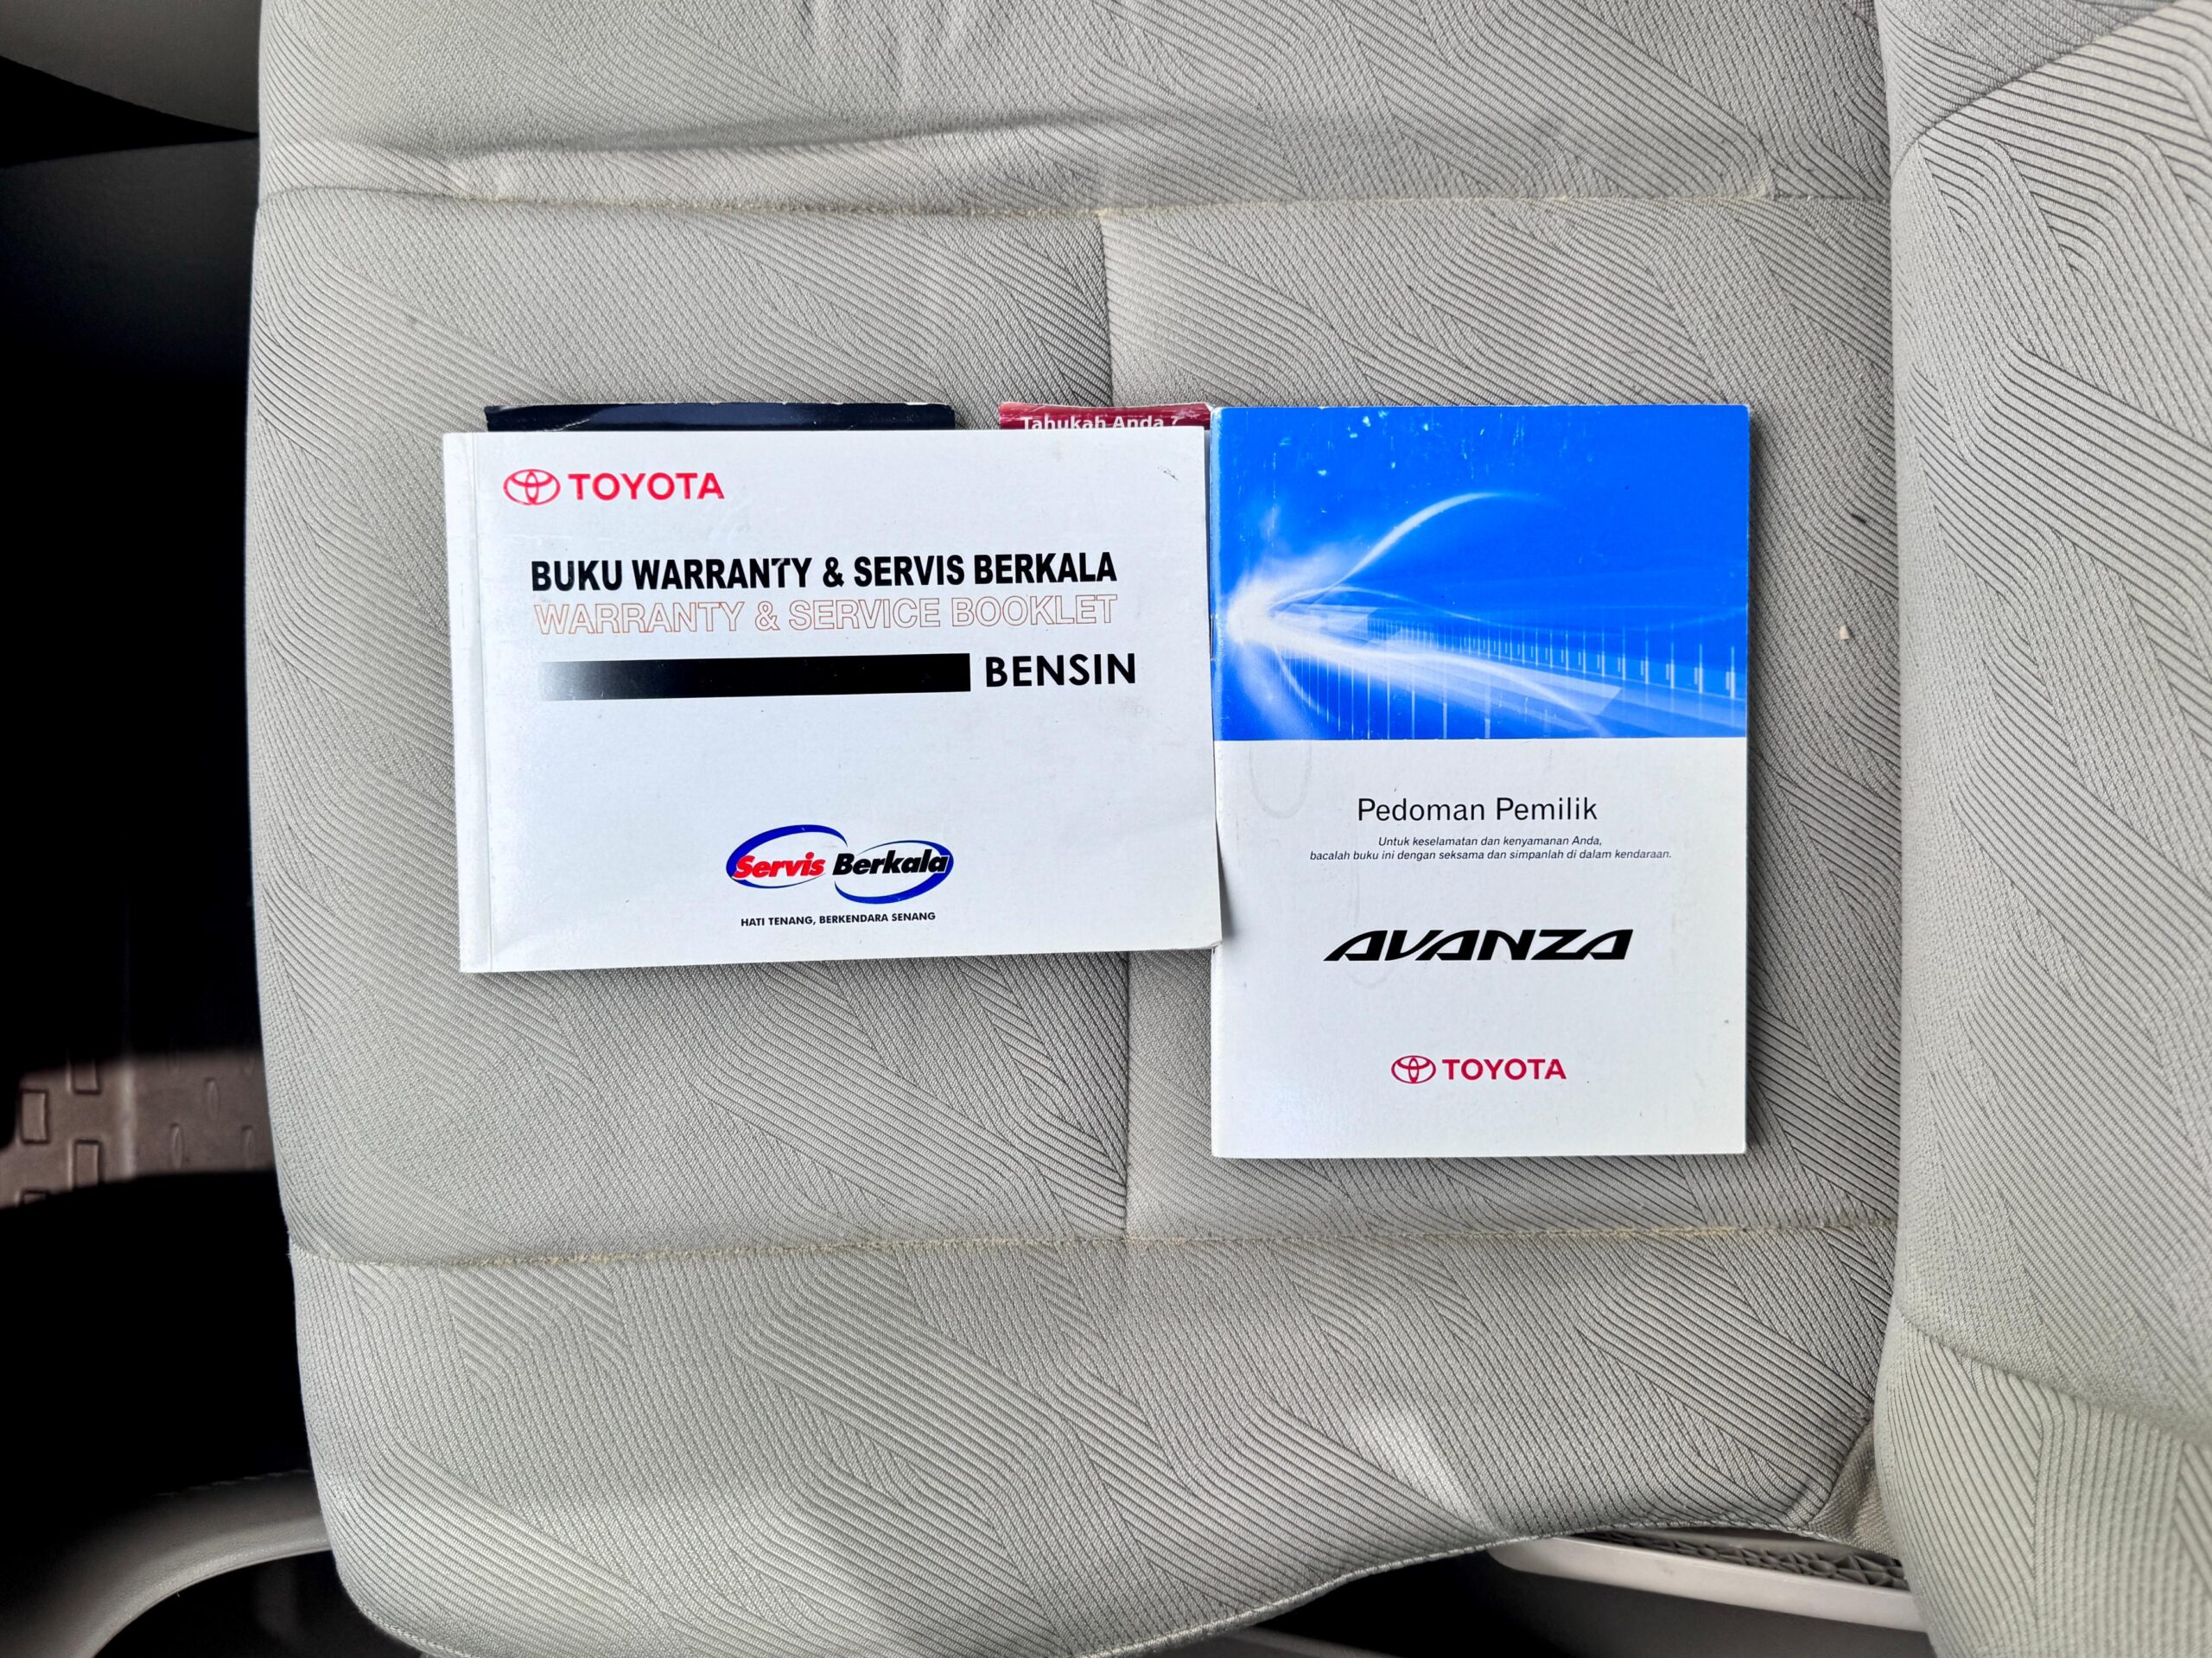 Tahukah Anda ?
TOYOTA
BUKU WARRANTY & SERVIS BERKALA
WARRANTY & SERVICE BOOKLET
BENSIN
Servis Berkala
HATI TENANG, BERKENDARA SENANG
Pedoman Pemilik
Untuk keselamatan dan kenyamanan Anda,
bacalah buku ini dengan seksama dan simpanlah di dalam kendaraan.
AVANZA
TOYOTA